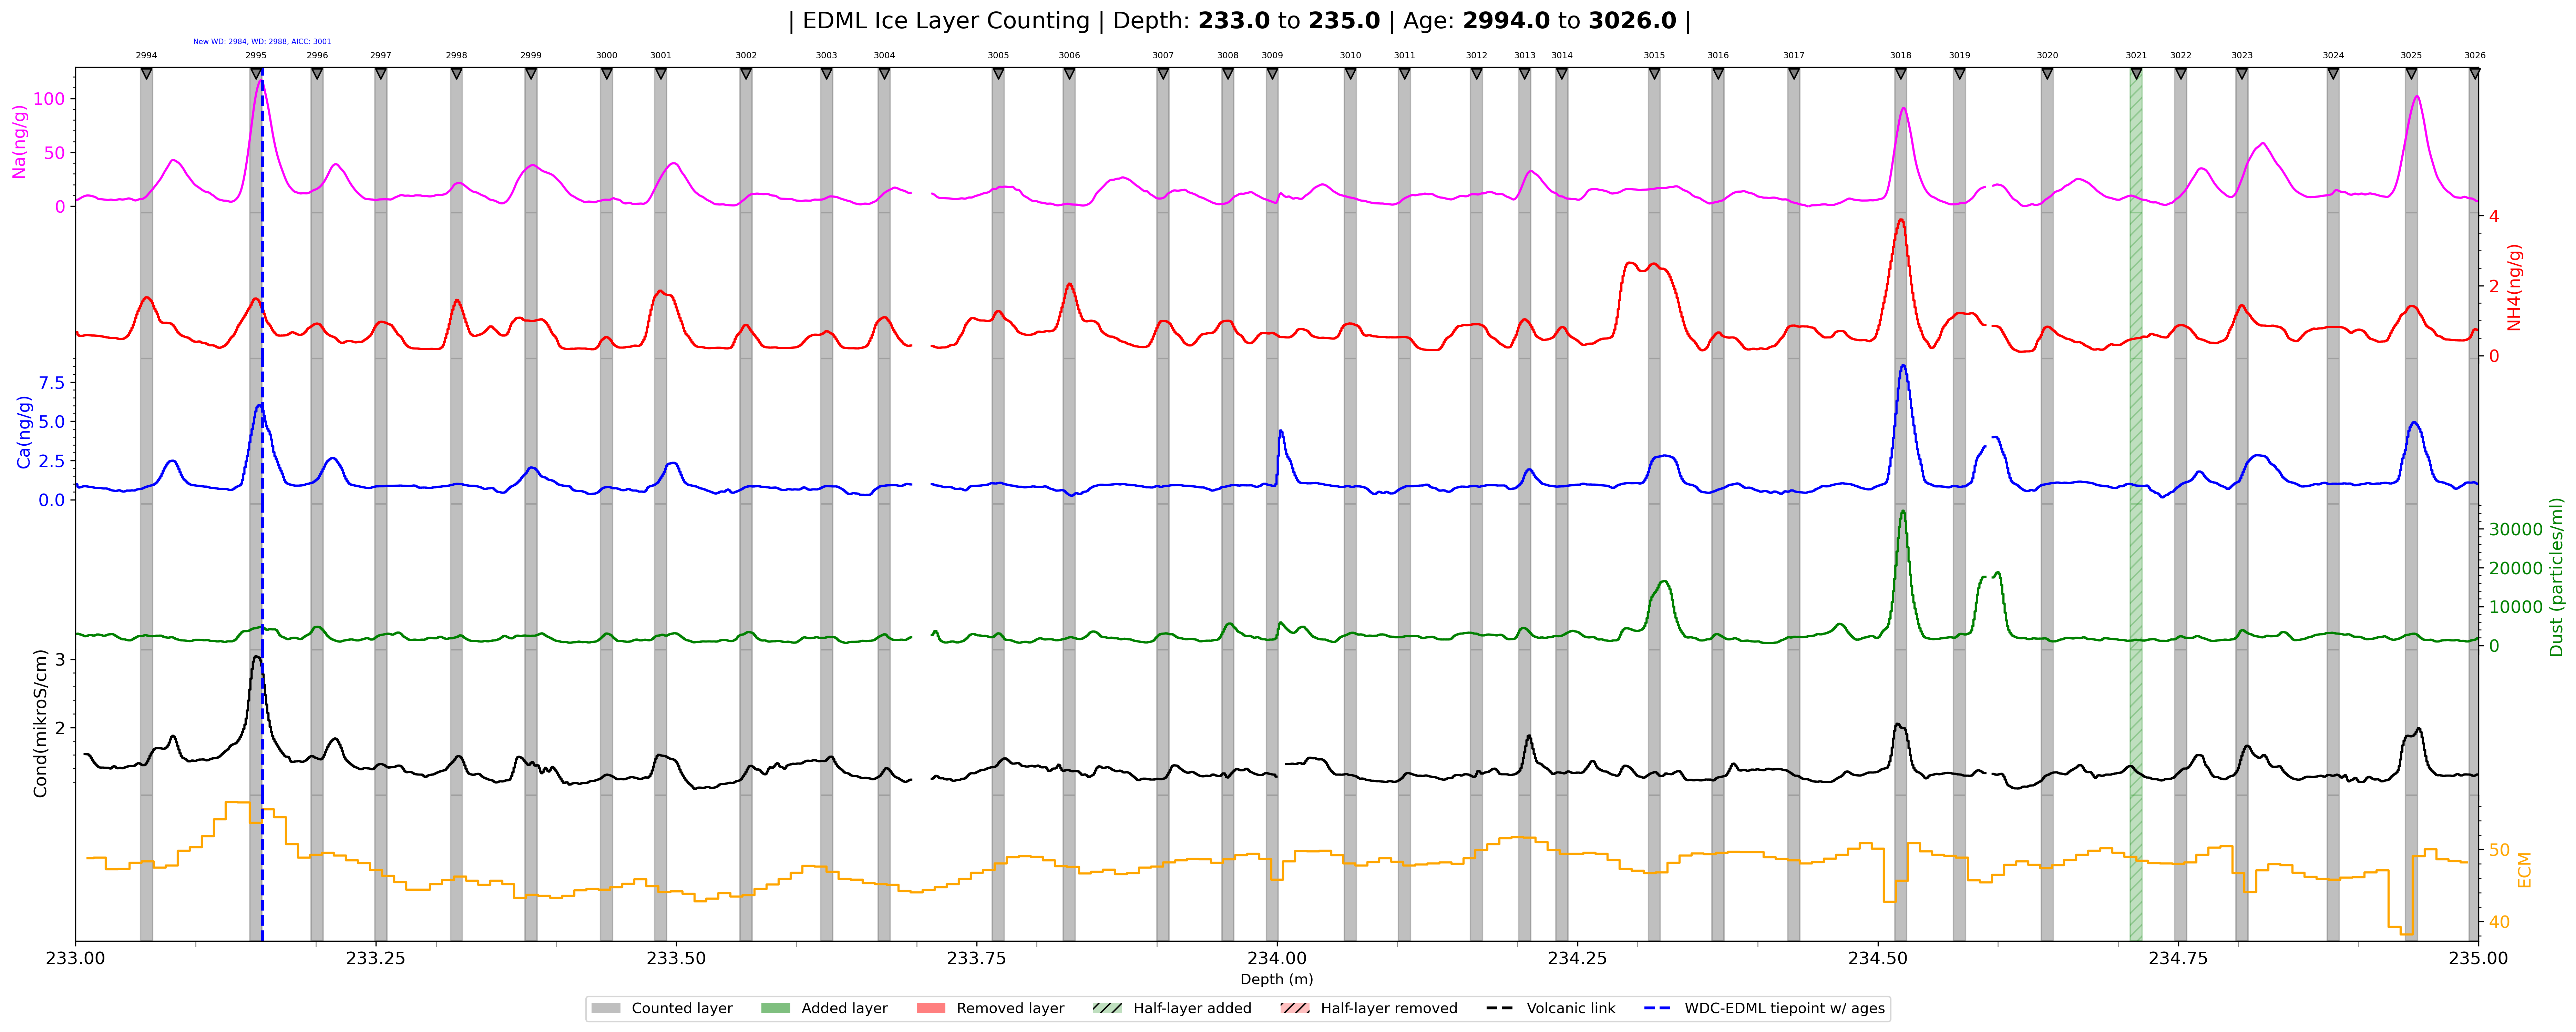 | EDML Ice Layer Counting | Depth: 233.0 to 235.0 | Age: 2994.0 to 3026.0 |
New WD: 2984, WD: 2988, AICC: 3001
2994 2995 2996 2997 2998 2999 3000 3001 3002 3003 3004 3005 3006 3007 3008 3009 3010 3011 3012 3013 3014 3015 3016 3017 3018 3019 3020 3021 3022 3023 3024 3025 3026
Na(ng/g)
100
50
0
NH4(ng/g)
4
2
0
Ca(ng/g)
7.5
5.0
2.5
0.0
Dust (particles/ml)
30000
20000
10000
0
Cond(mikroS/cm)
3
2
ECM
50
40
233.00 233.25 233.50 233.75 234.00 234.25 234.50 234.75 235.00
Depth (m)
Counted layer Added layer Removed layer Half-layer added Half-layer removed Volcanic link WDC-EDML tiepoint w/ ages